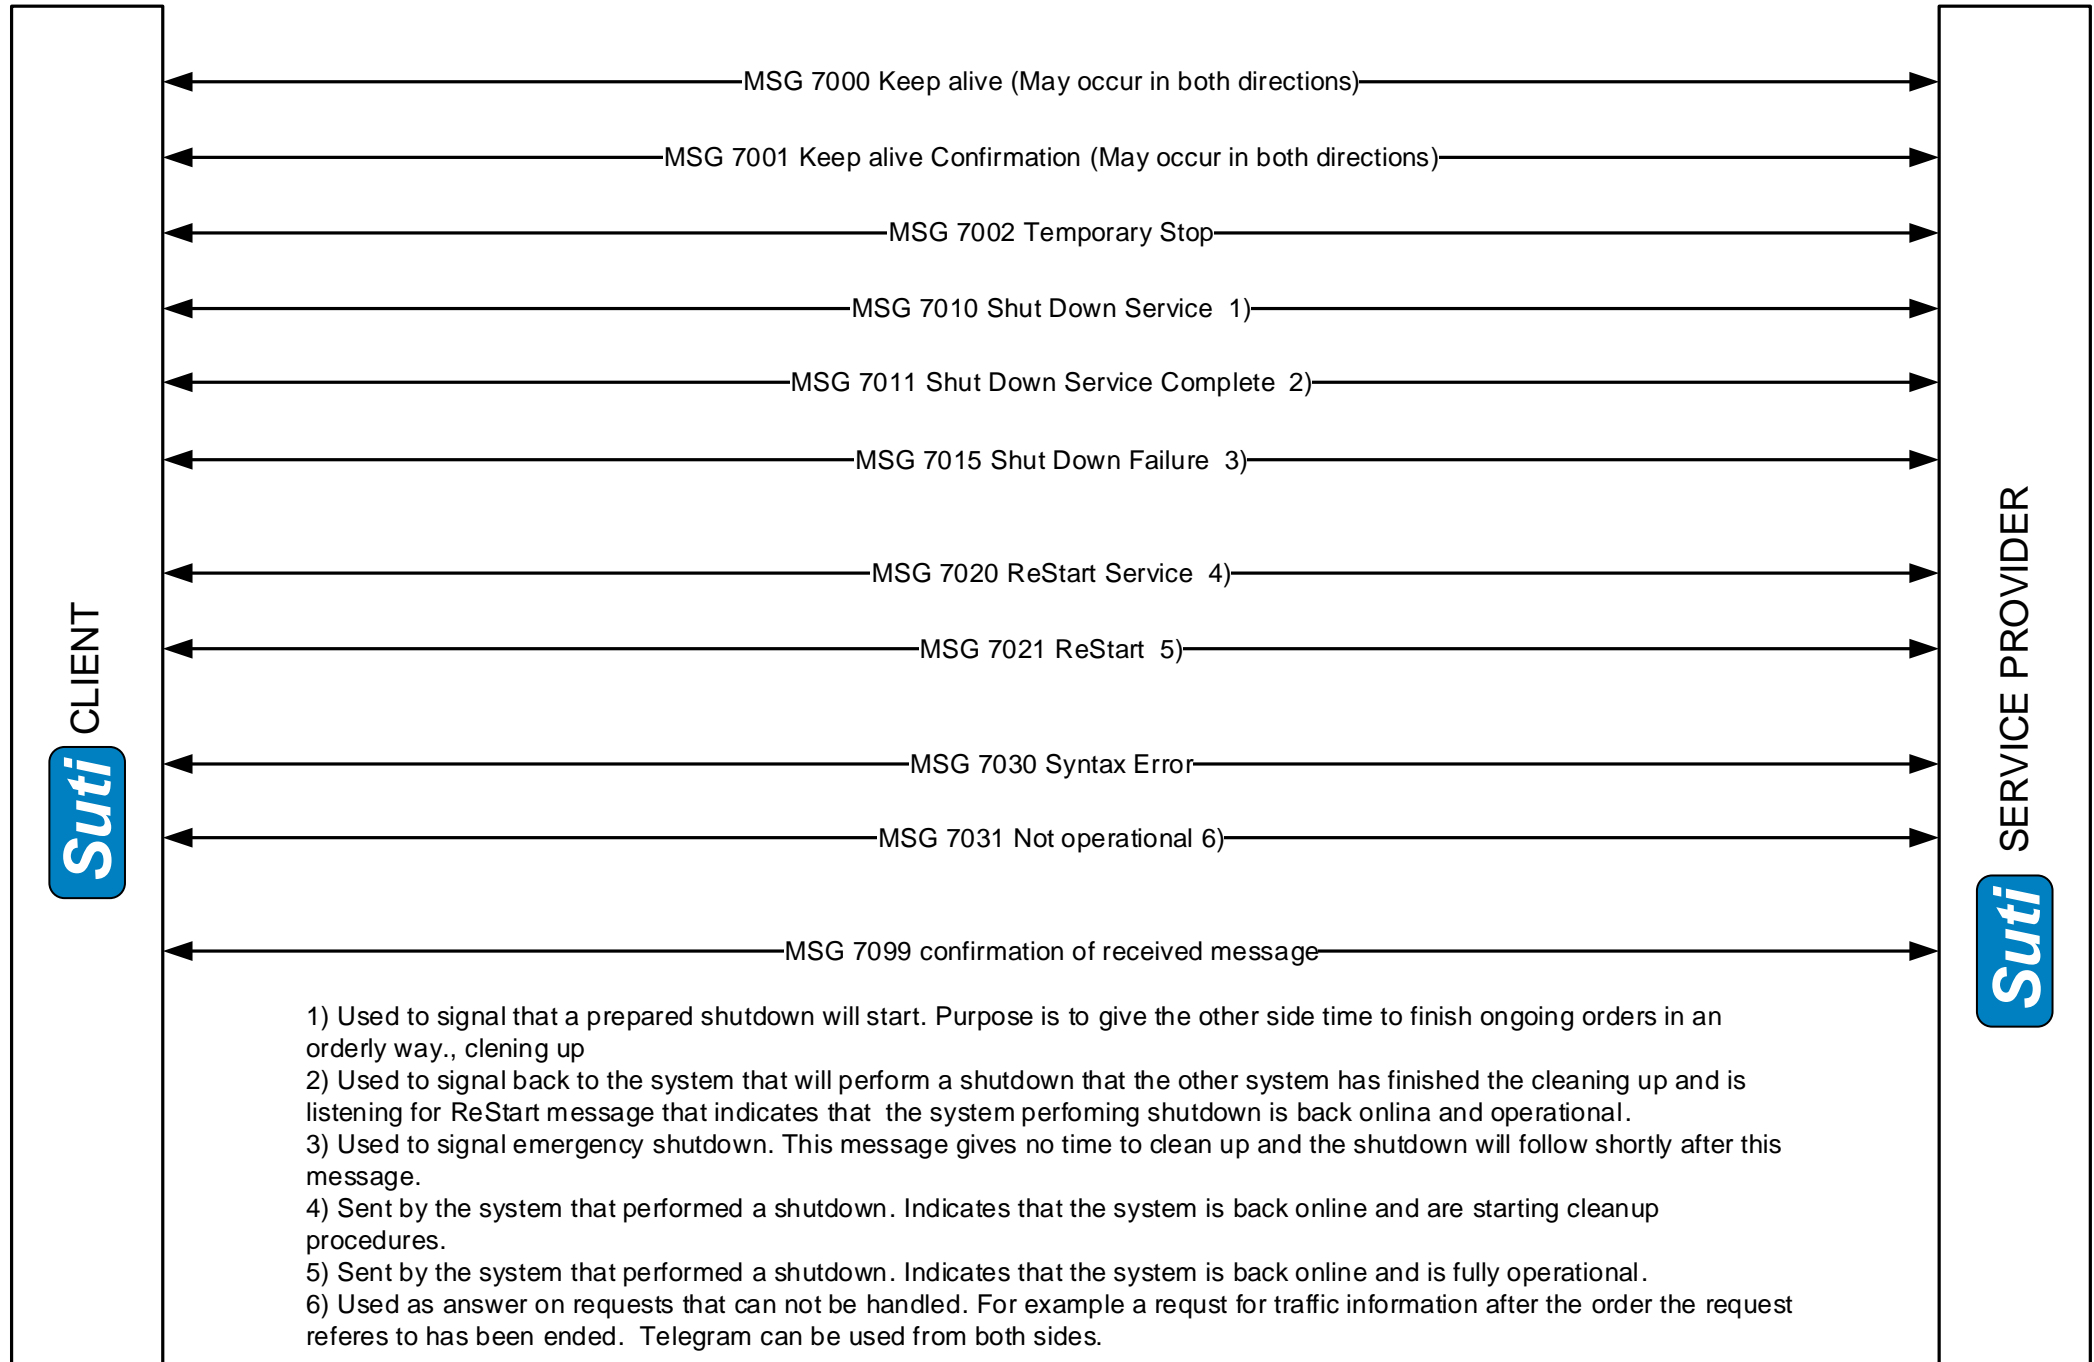 MSG 7000 Keep alive (May occur in both directions)
MSG 7001 Keep alive Confirmation (May occur in both directions)
MSG 7002 Temporary Stop
MSG 7010 Shut Down Service  1)
MSG 7011 Shut Down Service Complete  2)
MSG 7015 Shut Down Failure  3)
MSG 7020 ReStart Service  4)
MSG 7021 ReStart  5)
MSG 7030 Syntax Error
MSG 7031 Not operational 6)
MSG 7099 confirmation of received message
Suti CLIENT
Suti SERVICE PROVIDER
1) Used to signal that a prepared shutdown will start. Purpose is to give the other side time to finish ongoing orders in an
orderly way., clening up
2) Used to signal back to the system that will perform a shutdown that the other system has finished the cleaning up and is
listening for ReStart message that indicates that  the system perfoming shutdown is back onlina and operational.
3) Used to signal emergency shutdown. This message gives no time to clean up and the shutdown will follow shortly after this
message.
4) Sent by the system that performed a shutdown. Indicates that the system is back online and are starting cleanup
procedures.
5) Sent by the system that performed a shutdown. Indicates that the system is back online and is fully operational.
6) Used as answer on requests that can not be handled. For example a requst for traffic information after the order the request
referes to has been ended.  Telegram can be used from both sides.